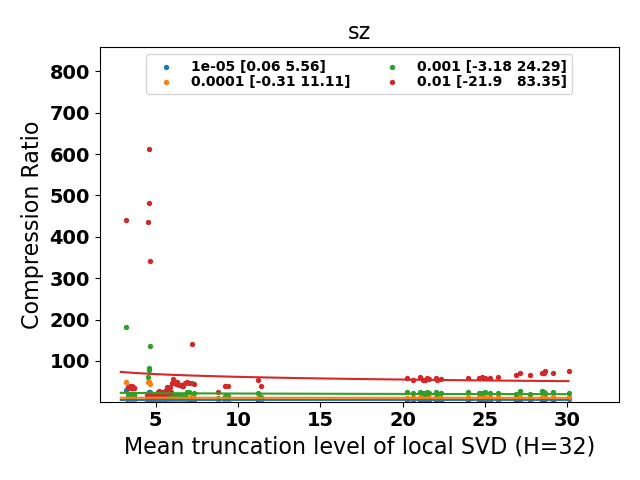 sz
1e-05 [0.06 5.56]
0.0001 [-0.31 11.11]
0.001 [-3.18 24.29]
0.01 [-21.9   83.35]
Compression Ratio
800
700
600
500
400
300
200
100
5 10 15 20 25 30
Mean truncation level of local SVD (H=32)